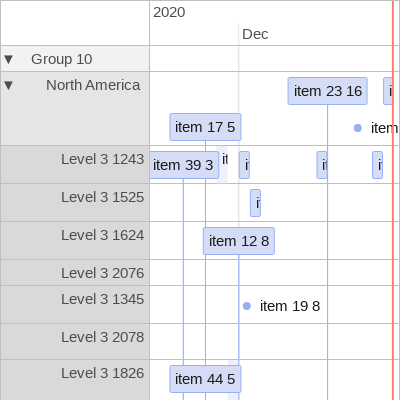 2020
Dec
▼ Group 10
▼ North America
item 23 16
i
item 17 5
item
Level 3 1243
item 39 3
it
i
i
i
Level 3 1525
i
Level 3 1624
item 12 8
Level 3 2076
Level 3 1345
item 19 8
Level 3 2078
Level 3 1826
item 44 5